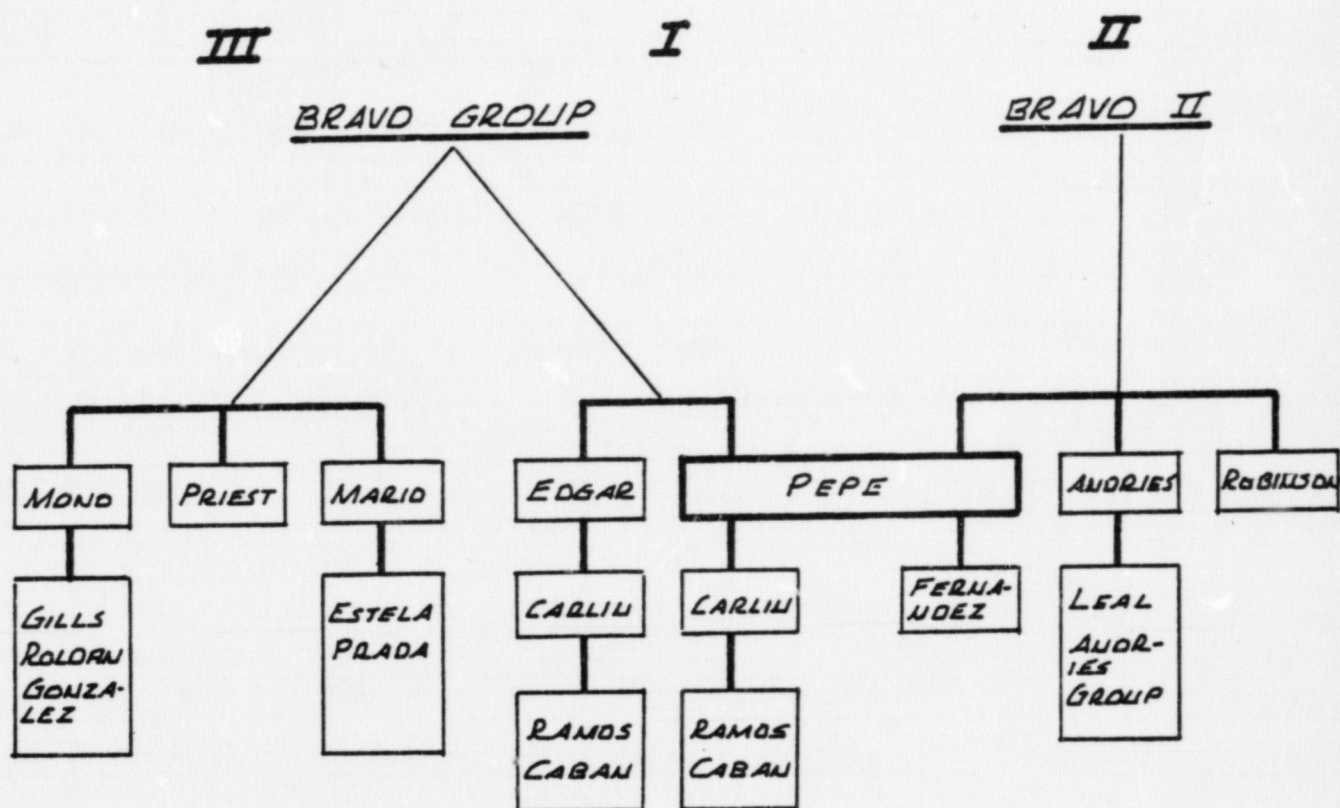 III
I
II
BRAVO GROUP
BRAVO II
MONO
PRIEST
MARIO
EDGAR
PEPE
ANDRIES
ROBINSON
GILLS
ROLDAN
GONZA-
LEZ
ESTELA
PRADA
CARLIN
CARLIN
FERNA-
NDEZ
LEAL
ANDR-
IES
GROUP
RAMOS
CABAN
RAMOS
CABAN